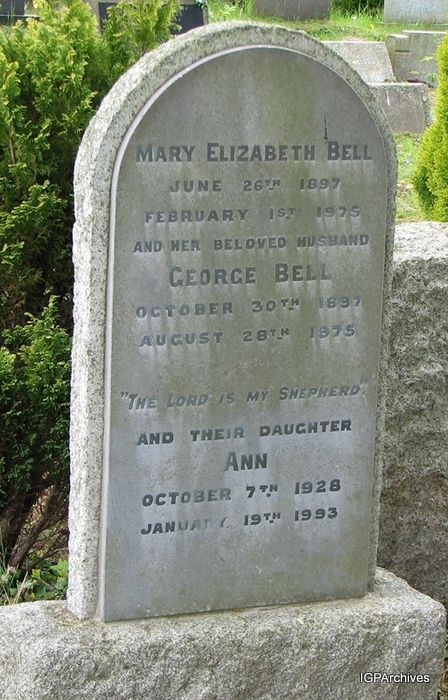 MARY ELIZABETH BELL
JUNE 26TH 1897
FEBRUARY 1ST 1975
AND HER BELOVED HUSBAND
GEORGE BELL
OCTOBER 30TH 1897
AUGUST 28TH 1975
"THE LORD IS MY SHEPHERD"
AND THEIR DAUGHTER
ANN
OCTOBER 7TH 1928
JANUARY 19TH 1993
IGPArchives